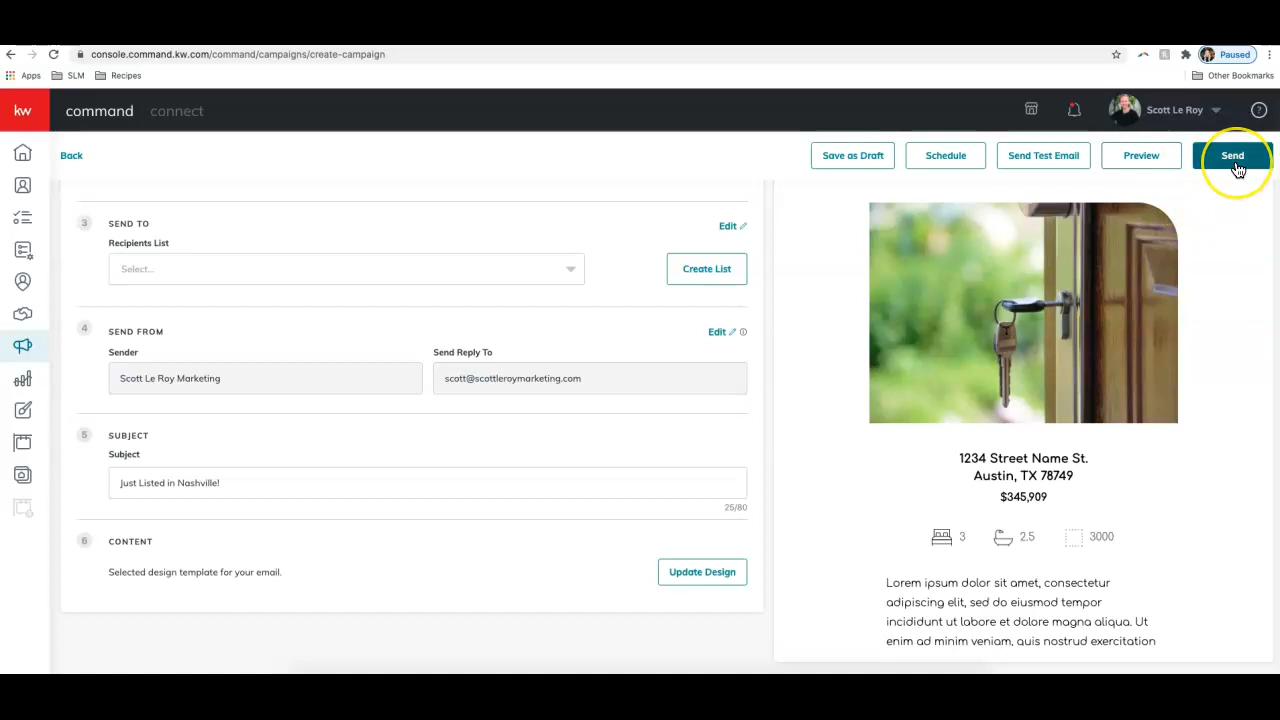 console.command.kw.com/command/campaigns/create-campaign
Paused
Apps
SLM
Recipes
Other Bookmarks
kw
command
connect
Scott Le Roy
?
Back
Save as Draft
Schedule
Send Test Email
Preview
Send
3
SEND TO
Edit
Recipients List
Select...
Create List
4
SEND FROM
Edit
Sender
Send Reply To
Scott Le Roy Marketing
scott@scottleroymarketing.com
5
SUBJECT
Subject
Just Listed in Nashville!
25/80
6
CONTENT
Selected design template for your email.
Update Design
1234 Street Name St.
Austin, TX 78749
$345,909
3
2.5
3000
Lorem ipsum dolor sit amet, consectetur
adipiscing elit, sed do eiusmod tempor
incididunt ut labore et dolore magna aliqua. Ut
enim ad minim veniam, quis nostrud exercitation